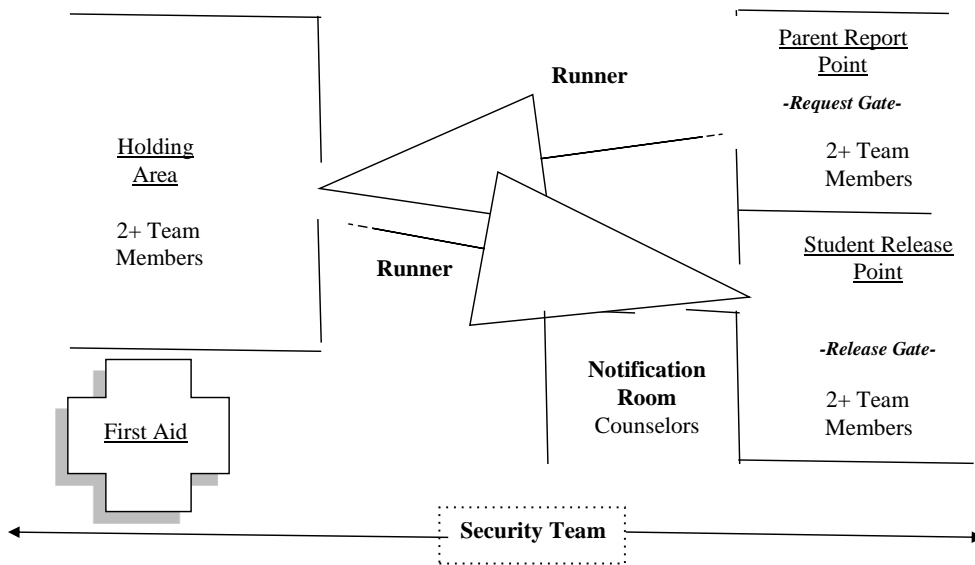 Parent Report
Point
-Request Gate-
2+ Team
Members
Runner
Holding
Area
2+ Team
Members
Runner
Student Release
Point
-Release Gate-
2+ Team
Members
Notification
Room
Counselors
First Aid
Security Team